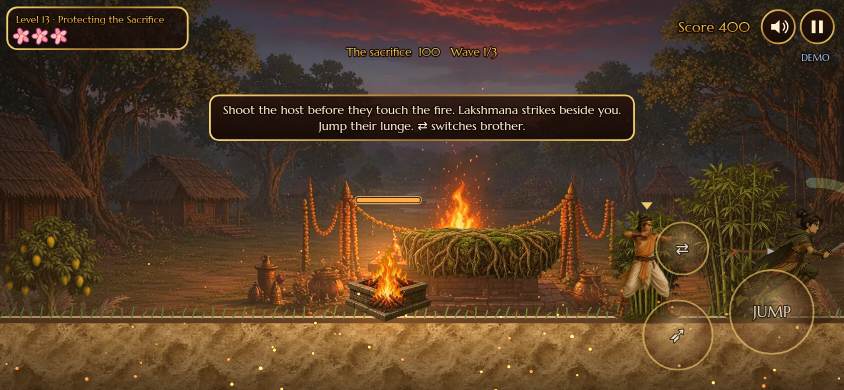 Level 13 · Protecting the Sacrifice
Score 400
The sacrifice 100 Wave 1/3
DEMO
Shoot the host before they touch the fire. Lakshmana strikes beside you.
Jump their lunge. ⇄ switches brother.
JUMP